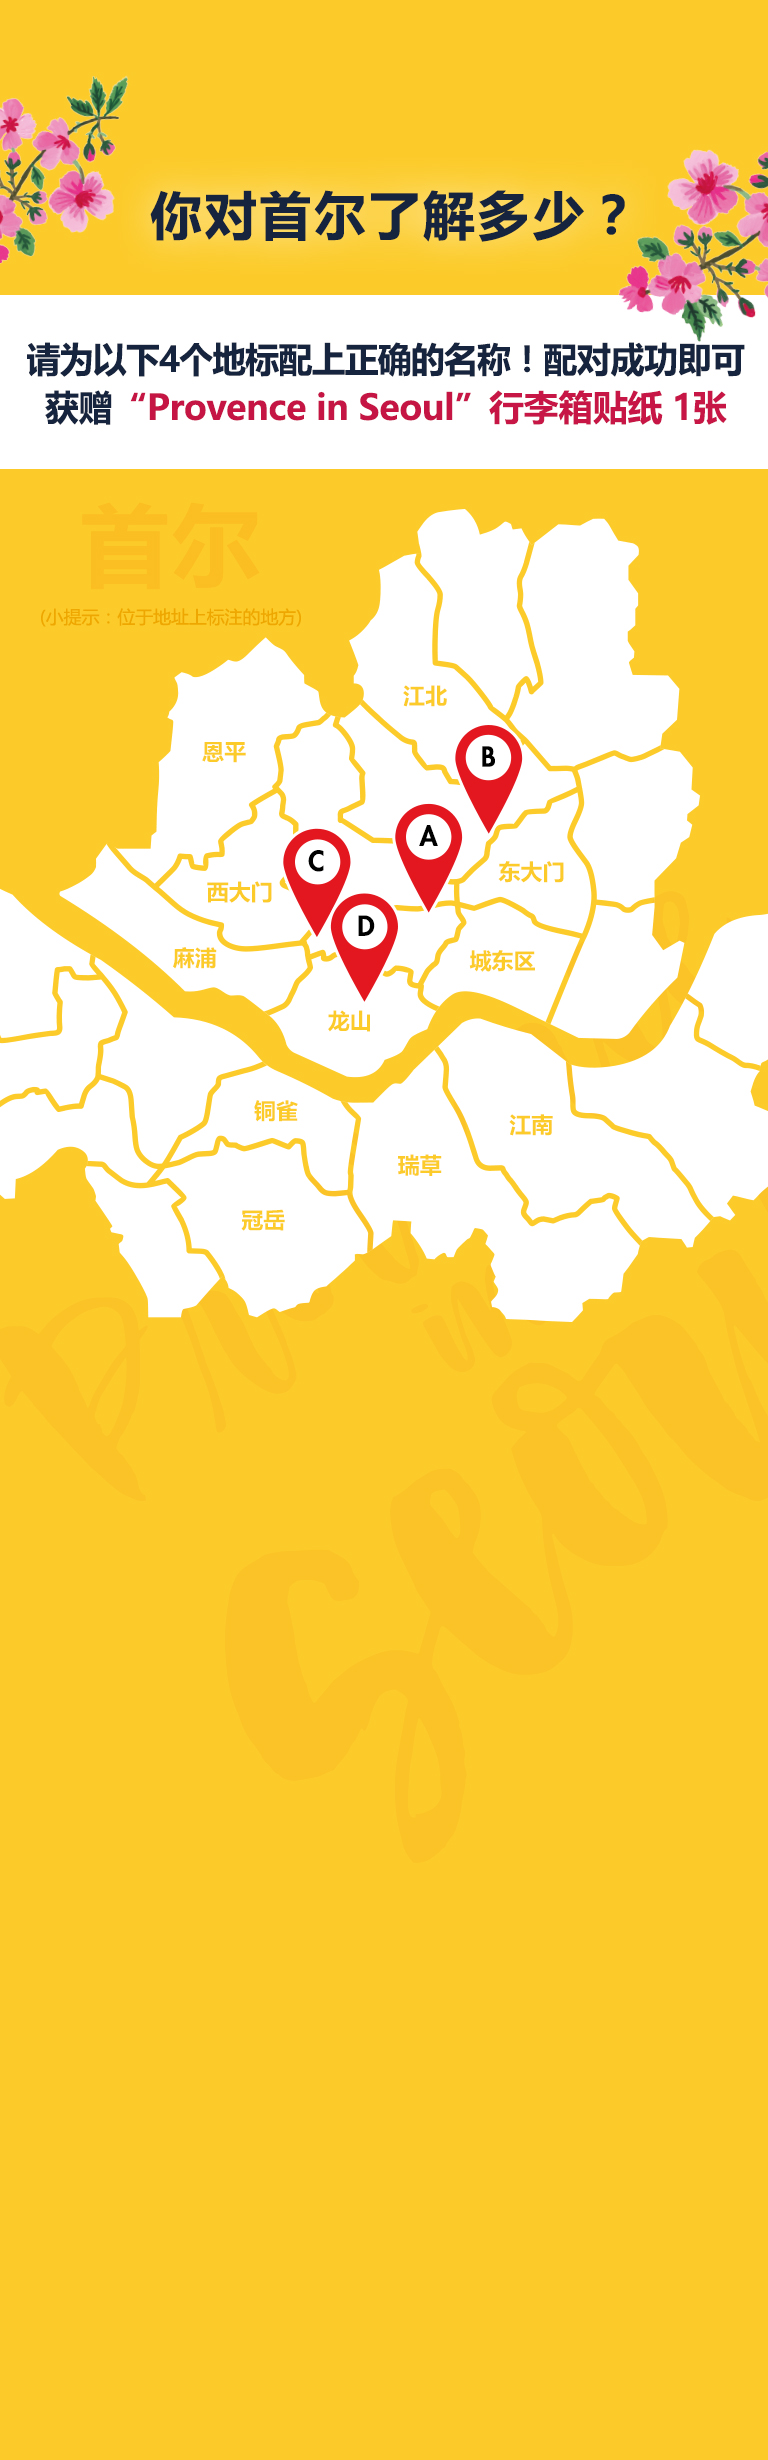 你对首尔了解多少？
请为以下4个地标配上正确的名称！配对成功即可
获赠“Provence in Seoul”行李箱贴纸 1张
首尔
(小提示：位于地址上标注的地方)
江北
恩平
B
A
C
东大门
西大门
D
麻浦
城东区
龙山
铜雀
江南
瑞草
冠岳
Provence
in
Seoul